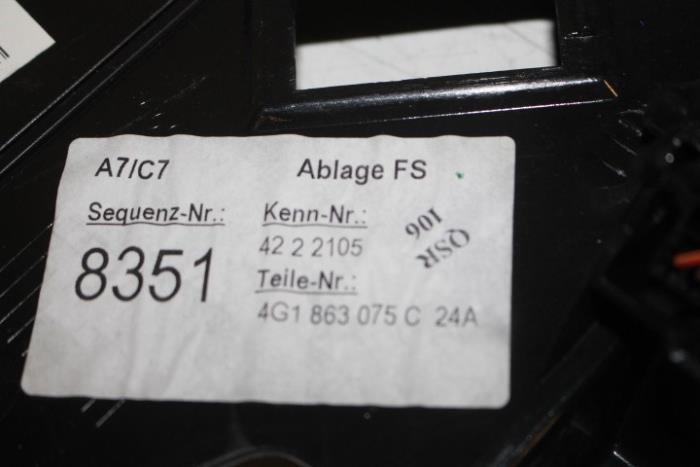 A7/C7 Ablage FS
Sequenz-Nr.: Kenn-Nr.:
8351 42 2 2105
Teile-Nr.:
4G1 863 075 C 24A
QSR
106